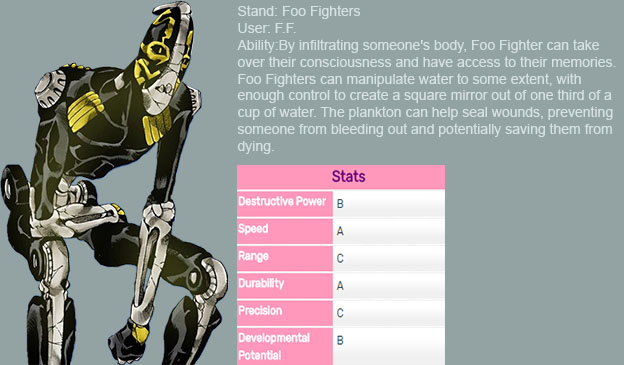 Stand: Foo Fighters
User: F.F.
Ability:By infiltrating someone's body, Foo Fighter can take
over their consciousness and have access to their memories.
Foo Fighters can manipulate water to some extent, with
enough control to create a square mirror out of one third of a
cup of water. The plankton can help seal wounds, preventing
someone from bleeding out and potentially saving them from
dying.
Stats
Destructive Power B
Speed A
Range C
Durability A
Precision C
Developmental B
Potential